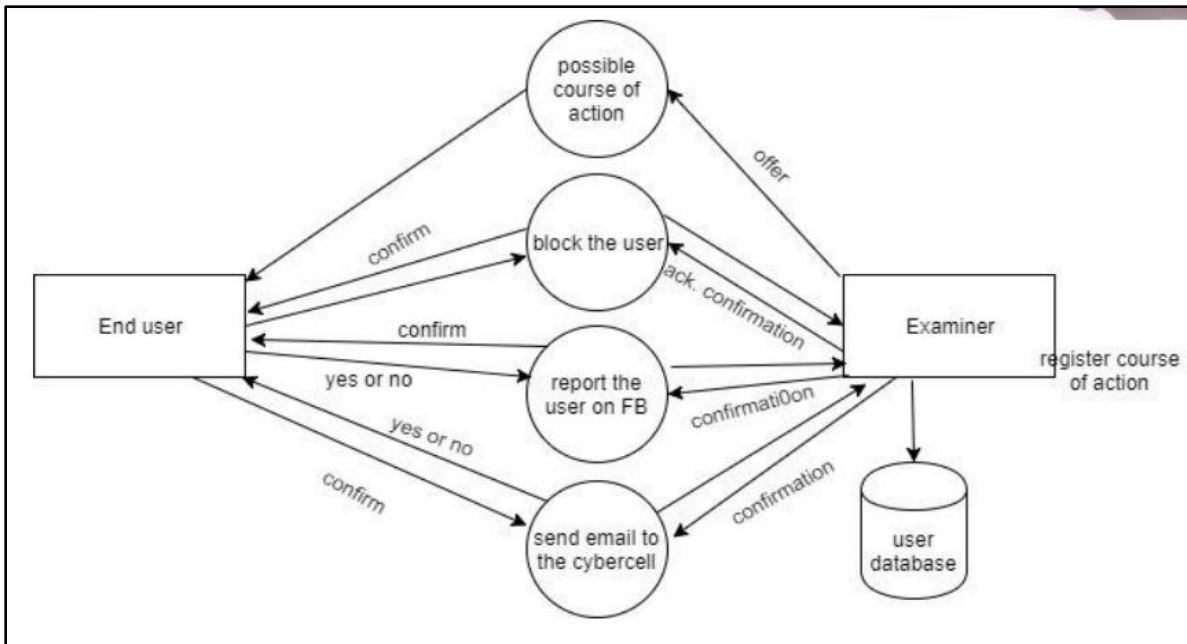 possible
course of
action
offer
confirm
block the user
ack. confirmation
End user
Examiner
confirm
register course
of action
yes or no
report the
user on FB
confirmati0on
yes or no
confirm
confirmation
send email to
the cybercell
user
database